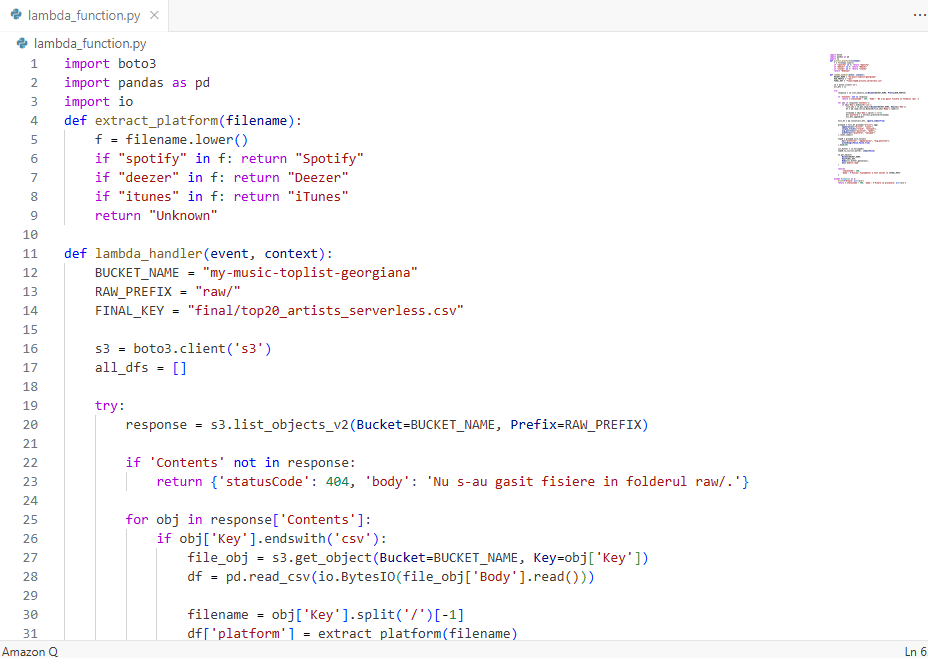 lambda_function.py
lambda_function.py
1 import boto3
2 import pandas as pd
3 import io
4 def extract_platform(filename):
5     f = filename.lower()
6     if "spotify" in f: return "Spotify"
7     if "deezer" in f: return "Deezer"
8     if "itunes" in f: return "iTunes"
9     return "Unknown"
10
11 def lambda_handler(event, context):
12     BUCKET_NAME = "my-music-toplist-georgiana"
13     RAW_PREFIX = "raw/"
14     FINAL_KEY = "final/top20_artists_serverless.csv"
15
16     s3 = boto3.client('s3')
17     all_dfs = []
18
19     try:
20         response = s3.list_objects_v2(Bucket=BUCKET_NAME, Prefix=RAW_PREFIX)
21
22         if 'Contents' not in response:
23             return {'statusCode': 404, 'body': 'Nu s-au gasit fisiere in folderul raw/.'}
24
25         for obj in response['Contents']:
26             if obj['Key'].endswith('csv'):
27                 file_obj = s3.get_object(Bucket=BUCKET_NAME, Key=obj['Key'])
28                 df = pd.read_csv(io.BytesIO(file_obj['Body'].read()))
29
30                 filename = obj['Key'].split('/')[-1]
31                 df['platform'] = extract_platform(filename)
Amazon Q
Ln 6